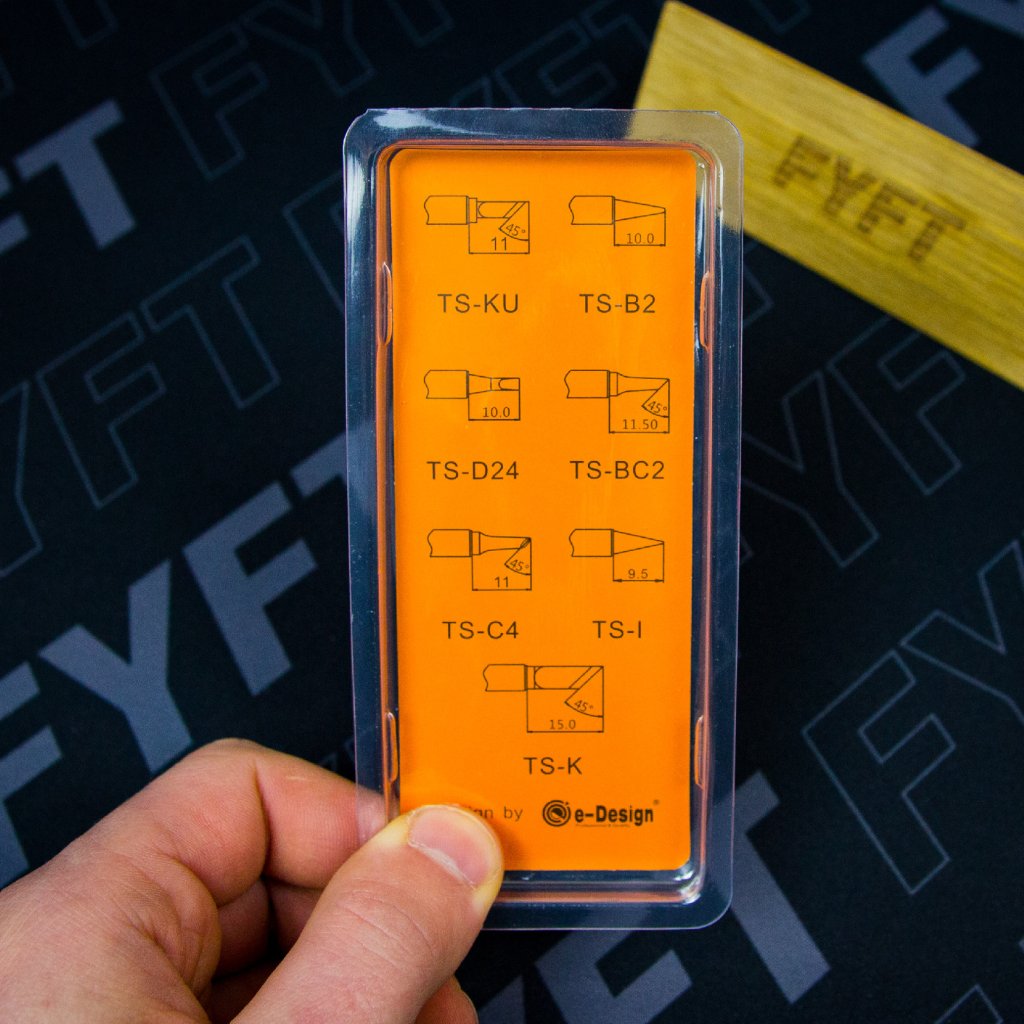 FYFT
FYFT
45°
11
10.0
TS-KU
TS-B2
10.0
45°
11.50
TS-D24
TS-BC2
45°
11
9.5
TS-C4
TS-I
45°
15.0
TS-K
by e-Design®
FYFT